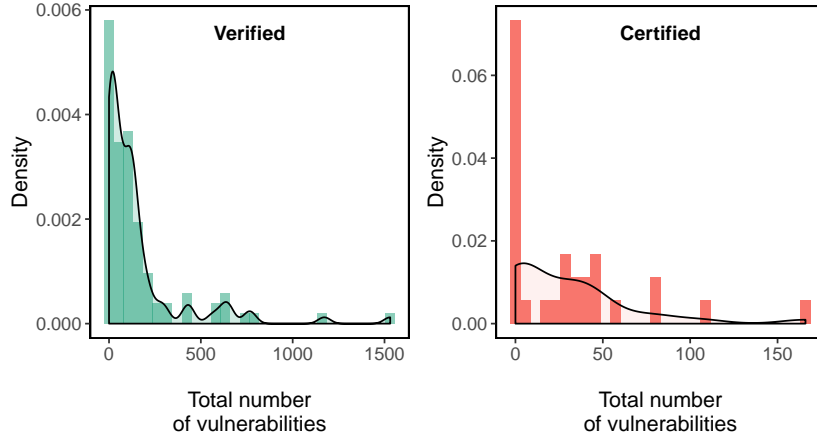 Verified
Density
0.006
0.004
0.002
0.000
0
500
1000
1500
Total number
of vulnerabilities
Certified
Density
0.06
0.04
0.02
0.00
0
50
100
150
Total number
of vulnerabilities